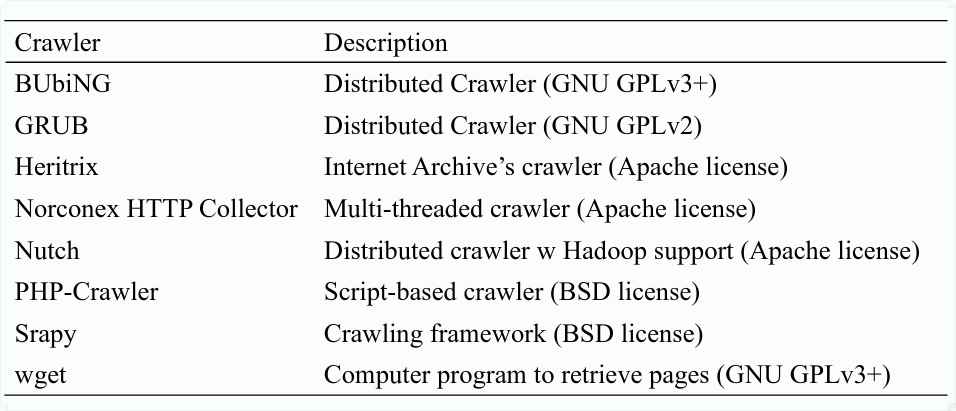 Crawler Description
BUbiNG Distributed Crawler (GNU GPLv3+)
GRUB Distributed Crawler (GNU GPLv2)
Heritrix Internet Archive’s crawler (Apache license)
Norconex HTTP Collector Multi-threaded crawler (Apache license)
Nutch Distributed crawler w Hadoop support (Apache license)
PHP-Crawler Script-based crawler (BSD license)
Srapy Crawling framework (BSD license)
wget Computer program to retrieve pages (GNU GPLv3+)